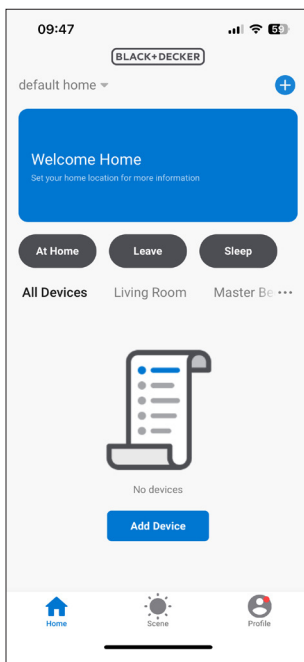 09:47
59
BLACK+DECKER
default home
Welcome Home
Set your home location for more information
At Home Leave Sleep
All Devices Living Room Master Be
No devices
Add Device
Home Scene Profile